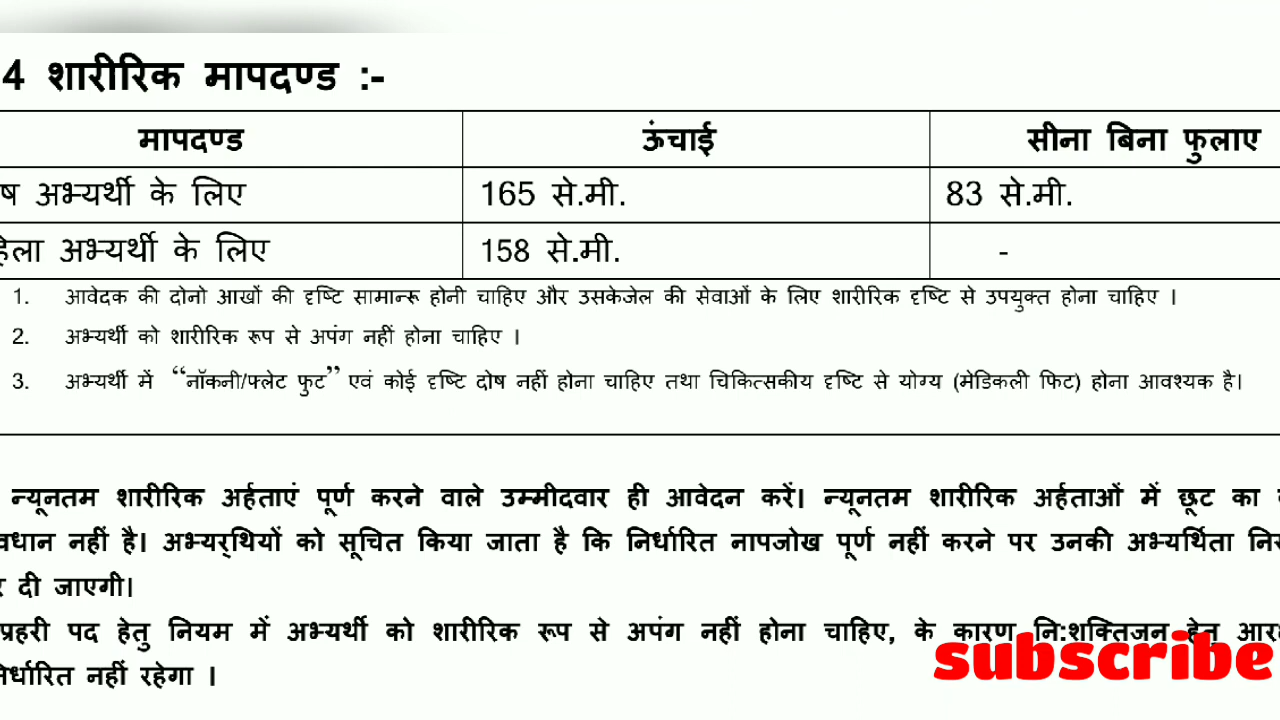 4 शारीरिक मापदण्ड :-
मापदण्ड ऊंचाई सीना बिना फुलाए
अभ्यर्थी के लिए 165 से.मी. 83 से.मी.
अभ्यर्थी के लिए 158 से.मी. -
1. आवेदक की दोनो आखों की दृष्टि सामान्रू होनी चाहिए और उसकेजेल की सेवाओं के लिए शारीरिक दृष्टि से उपयुक्त होना चाहिए ।
2. अभ्यर्थी को शारीरिक रूप से अपंग नहीं होना चाहिए ।
3. अभ्यर्थी में “नॉकनी/फ्लेट फुट” एवं कोई दृष्टि दोष नहीं होना चाहिए तथा चिकित्सकीय दृष्टि से योग्य (मेडिकली फिट) होना आवश्यक है।
न्यूनतम शारीरिक अर्हताएं पूर्ण करने वाले उम्मीदवार ही आवेदन करें। न्यूनतम शारीरिक अर्हताओं में छूट का
नहीं है। अभ्यर्थियों को सूचित किया जाता है कि निर्धारित नापजोख पूर्ण नहीं करने पर उनकी अभ्यर्थिता
दी जाएगी।
प्रहरी पद हेतु नियम में अभ्यर्थी को शारीरिक रूप से अपंग नहीं होना चाहिए, के कारण नि:शक्तिजन हेतु
नहीं रहेगा ।
subscribe